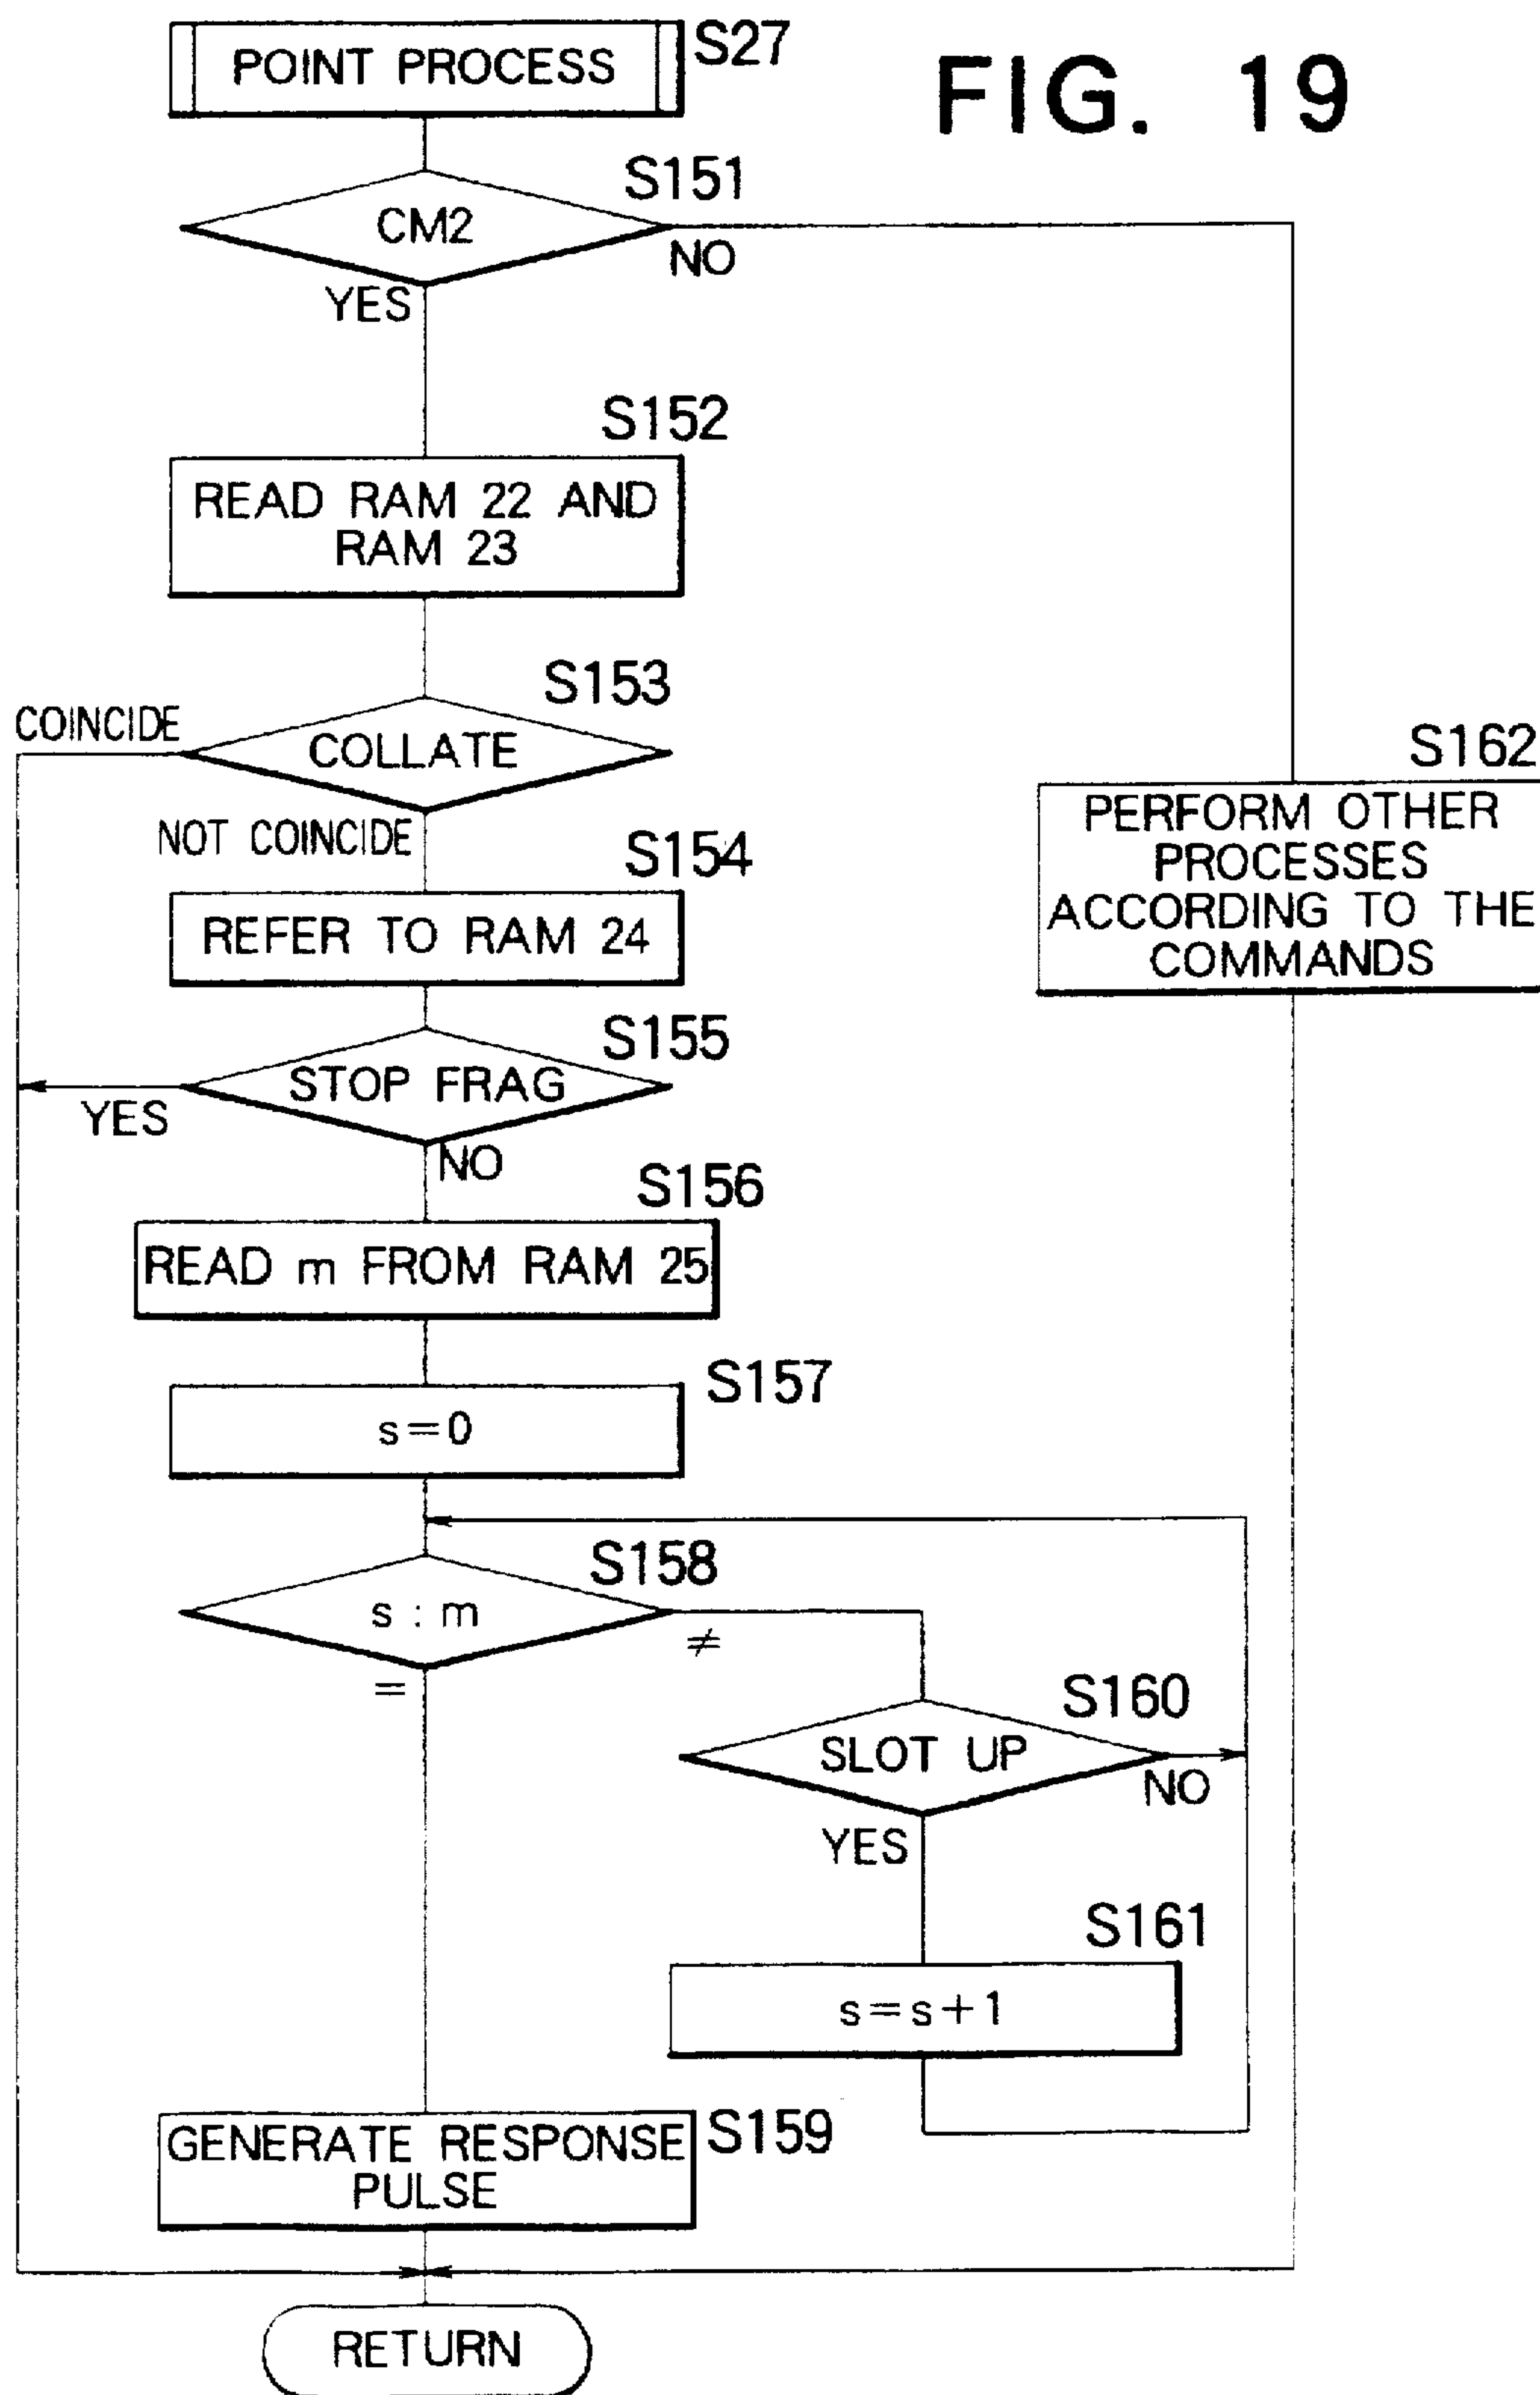 POINT PROCESS
S27
FIG. 19
S151
CM2
NO
YES
S152
READ RAM 22 AND
RAM 23
S153
COINCIDE
COLLATE
NOT COINCIDE
S162
PERFORM OTHER
PROCESSES
ACCORDING TO THE
COMMANDS
S154
REFER TO RAM 24
S155
STOP FRAG
YES
NO
S156
READ m FROM RAM 25
S157
s=0
S158
s : m
≠
=
S160
SLOT UP
NO
YES
S161
s=s+1
GENERATE RESPONSE
PULSE
S159
RETURN